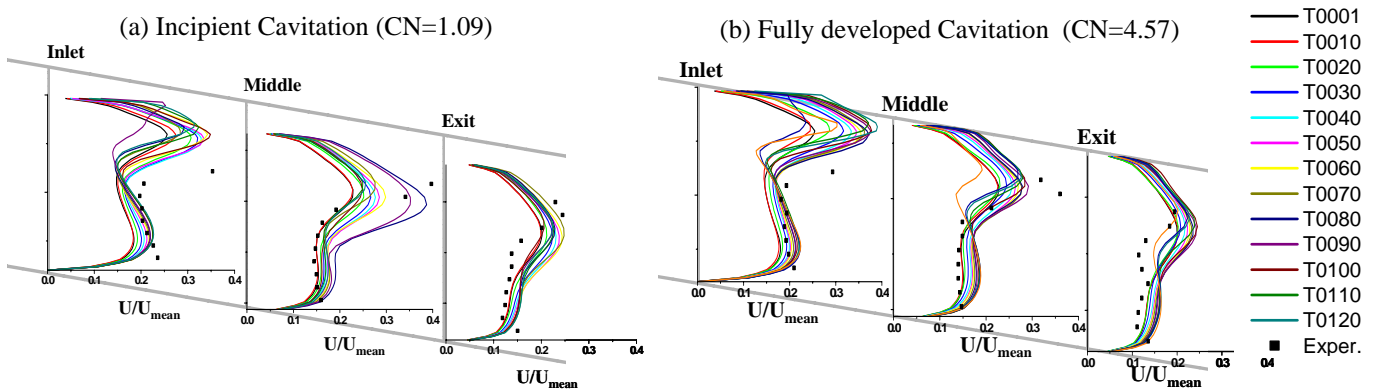 (a) Incipient Cavitation (CN=1.09)
Inlet
Middle
Exit
0.0 0.1 0.2 0.3 0.4
U/Umean
0.0 0.1 0.2 0.3 0.4
U/Umean
0.0 0.1 0.2 0.3 0.4
U/Umean
(b) Fully developed Cavitation (CN=4.57)
Inlet
Middle
Exit
0.0 0.1 0.2 0.3 0.4
U/Umean
0.0 0.1 0.2 0.3 0.4
U/Umean
0.0 0.1 0.2 0.3 0.4
U/Umean
T0001
T0010
T0020
T0030
T0040
T0050
T0060
T0070
T0080
T0090
T0100
T0110
T0120
Exper.